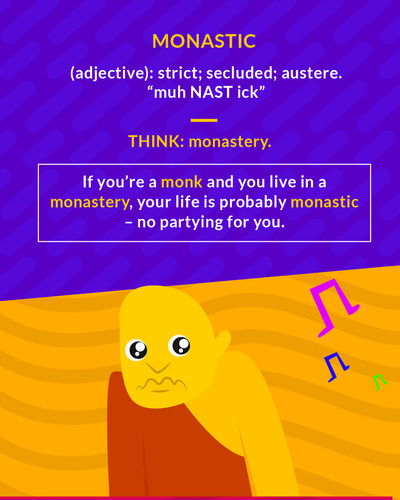 MONASTIC
(adjective): strict; secluded; austere.
“muh NAST ick”
THINK: monastery.
If you’re a monk and you live in a
monastery, your life is probably monastic
– no partying for you.